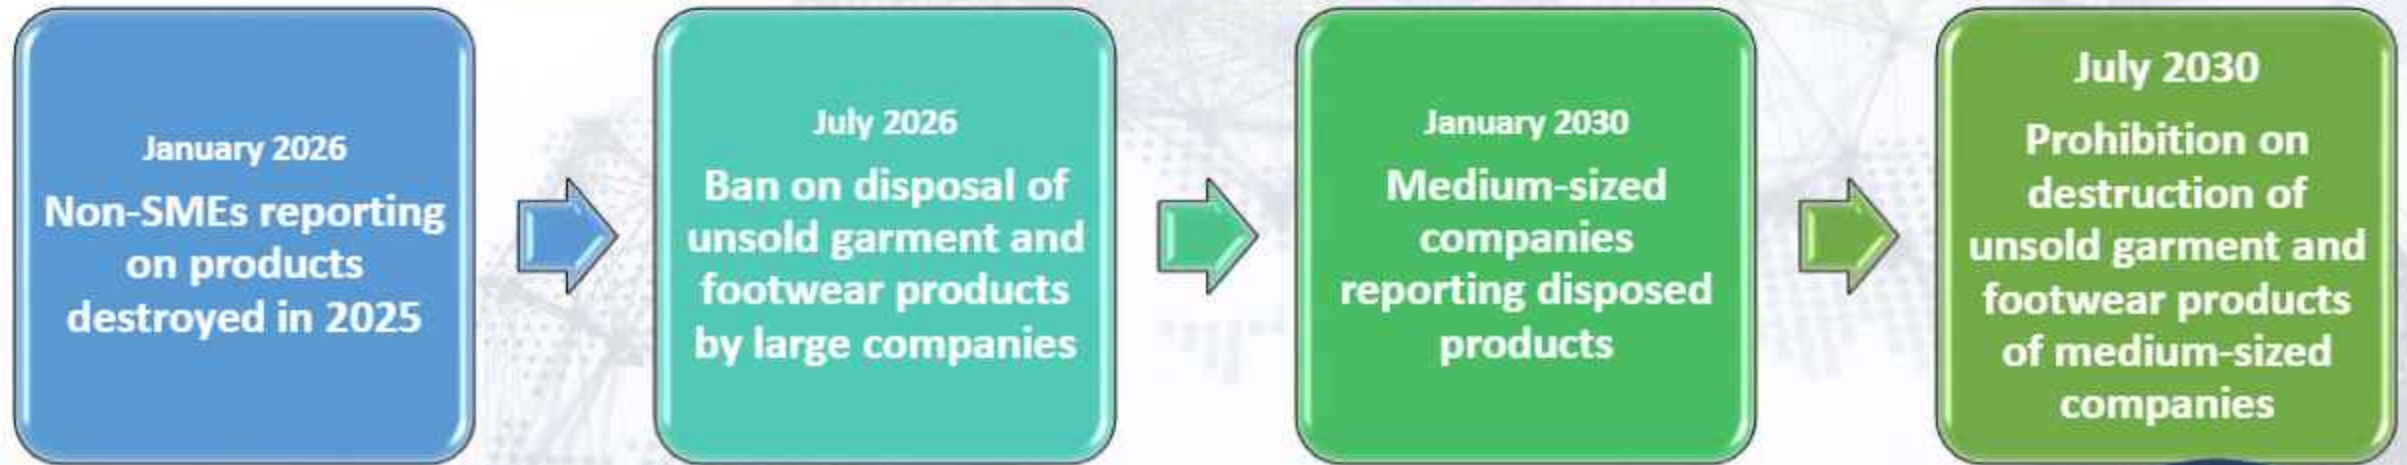 January 2026
Non-SMEs reporting
on products
destroyed in 2025
July 2026
Ban on disposal of
unsold garment and
footwear products
by large companies
January 2030
Medium-sized
companies
reporting disposed
products
July 2030
Prohibition on
destruction of
unsold garment and
footwear products
of medium-sized
companies